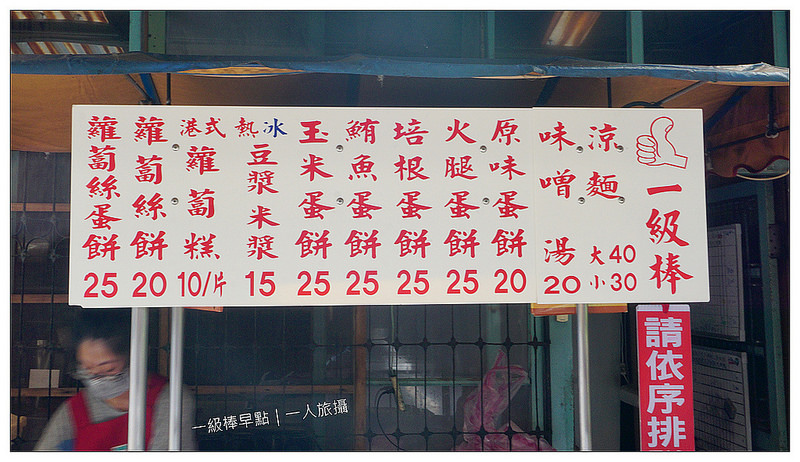 一級棒
涼麵 大40 小30
味噌湯 20
原味蛋餅 20
火腿蛋餅 25
培根蛋餅 25
鮪魚蛋餅 25
玉米蛋餅 25
熱 冰 豆漿 米漿 15
港式蘿蔔糕 10/片
蘿蔔絲餅 20
蘿蔔絲蛋餅 25
請依序排
一級棒早點 | 一人旅攝